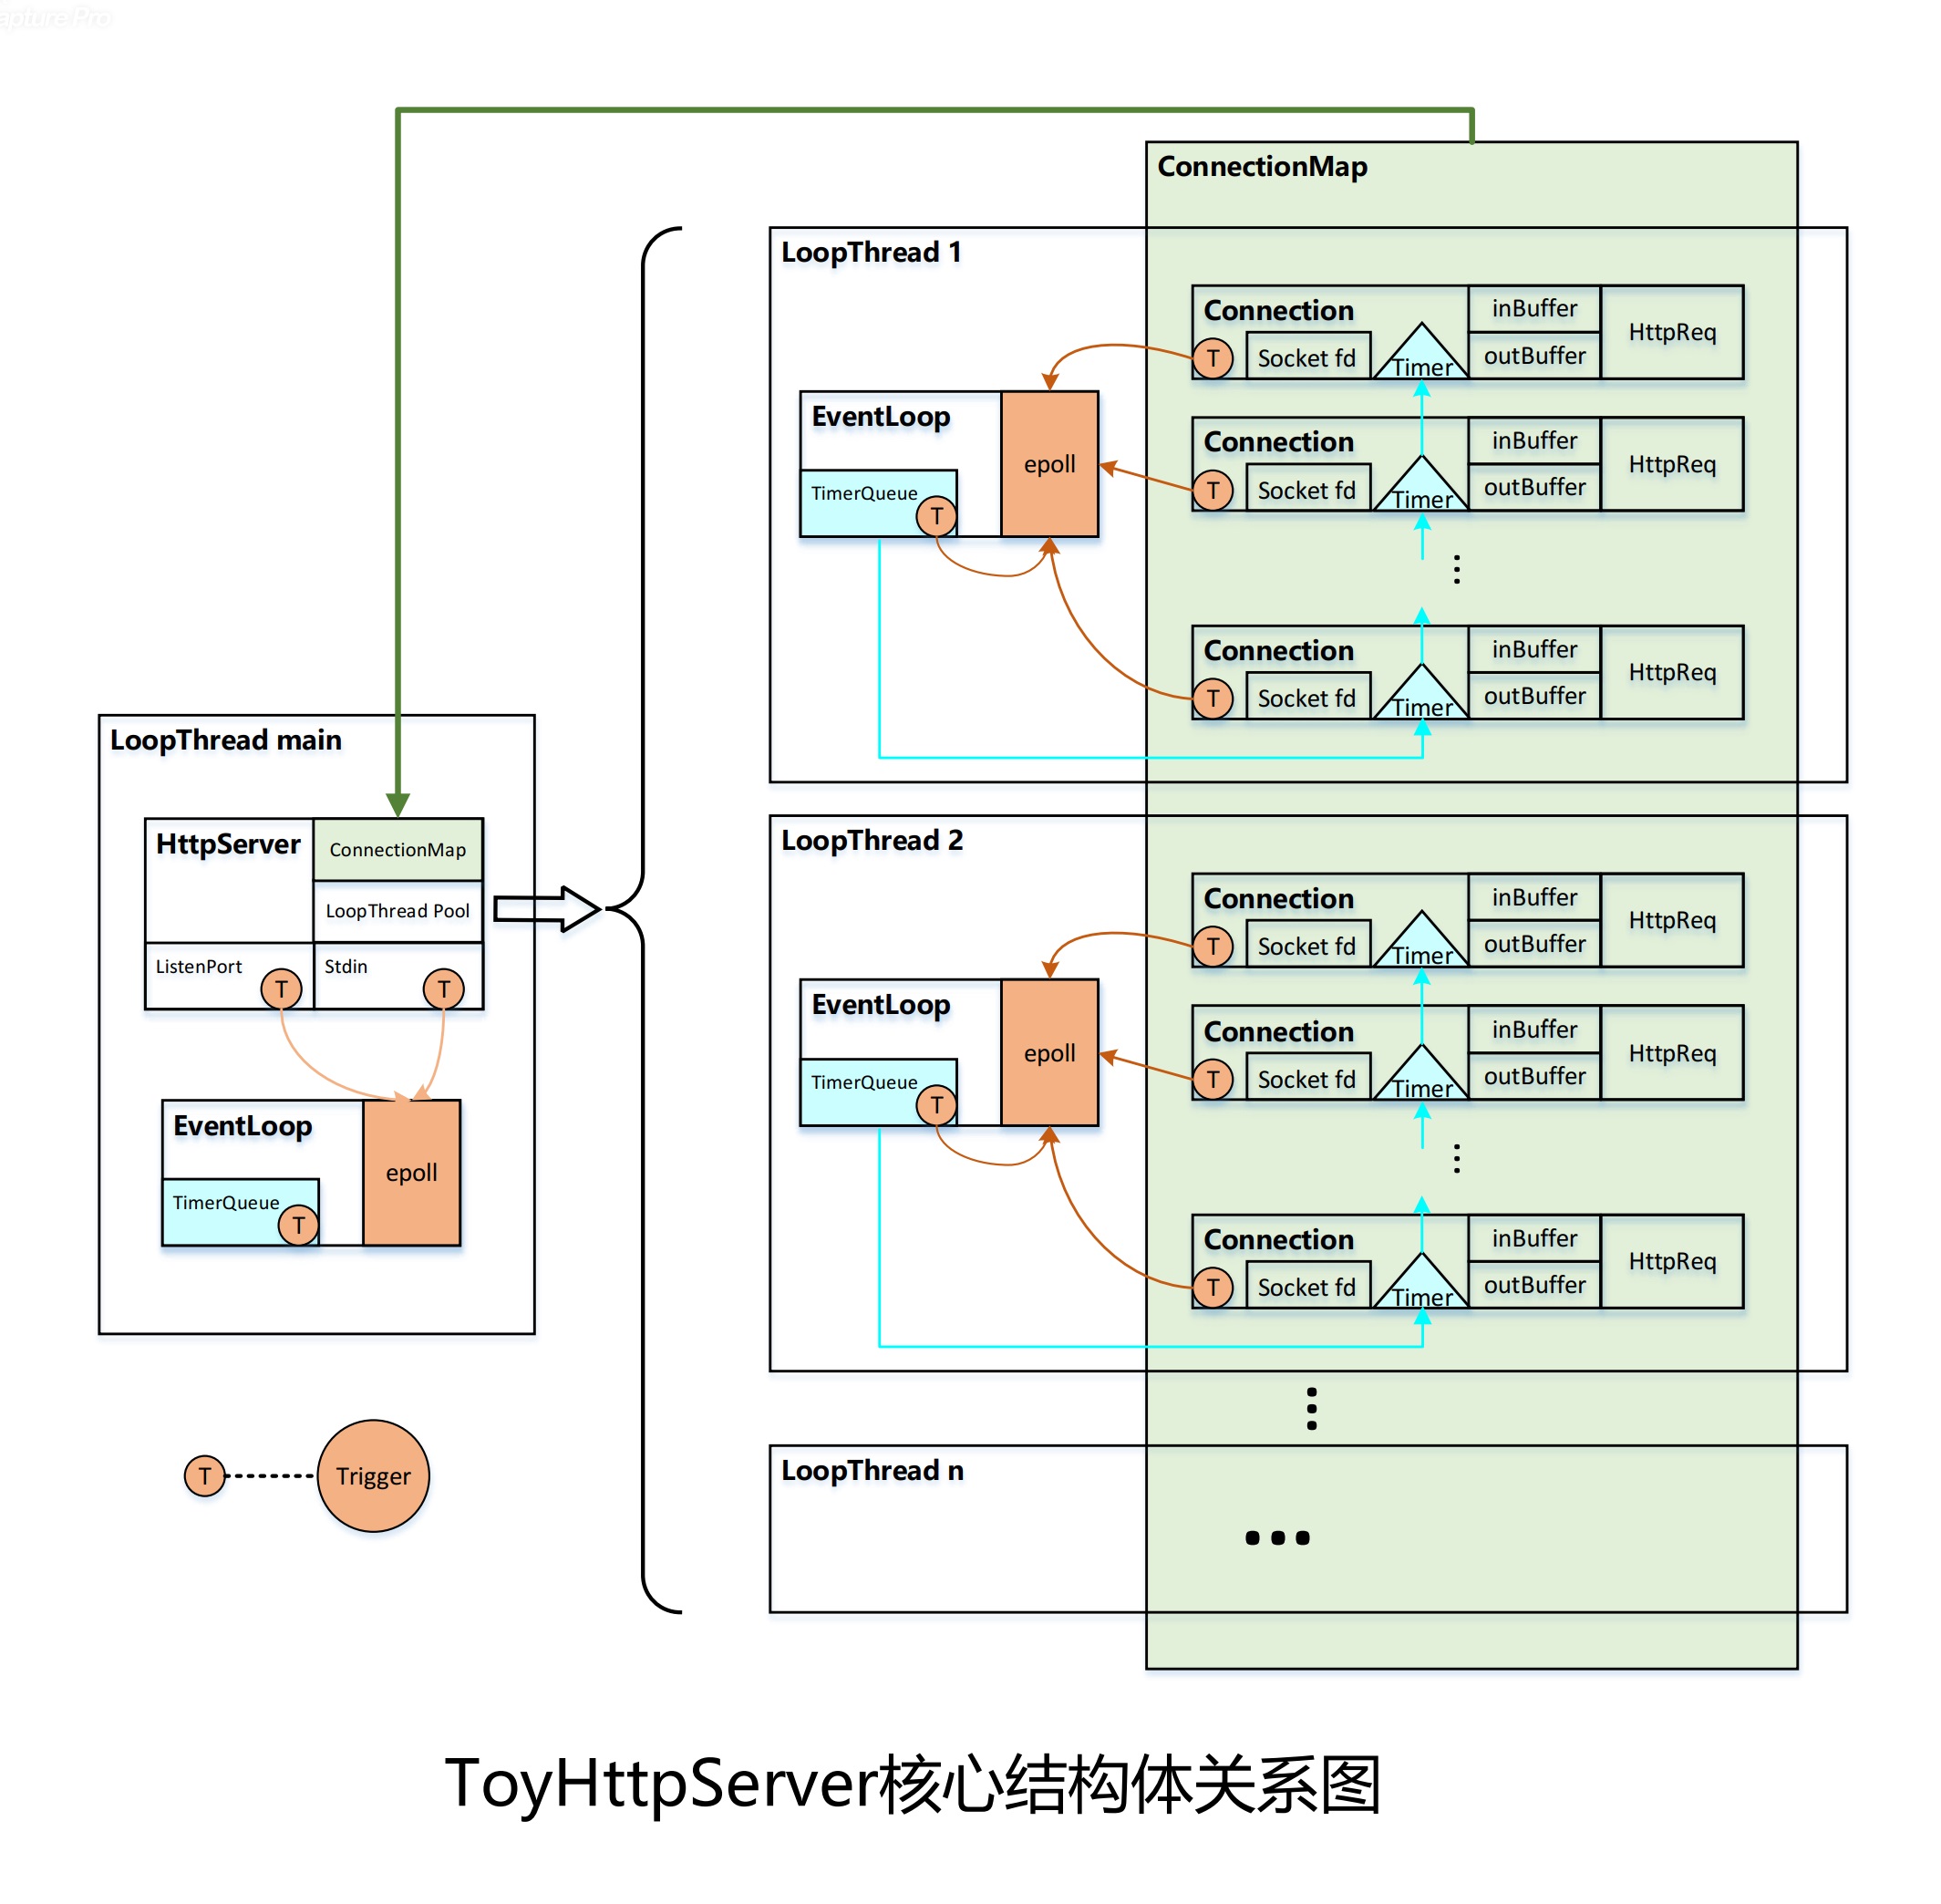 apture Pro
ConnectionMap
LoopThread 1
Connection
T
Socket fd
Timer
inBuffer
outBuffer
HttpReq
EventLoop
epoll
TimerQueue
T
Connection
T
Socket fd
Timer
inBuffer
outBuffer
HttpReq
⋮
Connection
T
Socket fd
Timer
inBuffer
outBuffer
HttpReq
LoopThread main
HttpServer
ConnectionMap
LoopThread Pool
ListenPort
T
Stdin
T
EventLoop
epoll
TimerQueue
T
LoopThread 2
Connection
T
Socket fd
Timer
inBuffer
outBuffer
HttpReq
EventLoop
epoll
TimerQueue
T
Connection
T
Socket fd
Timer
inBuffer
outBuffer
HttpReq
⋮
Connection
T
Socket fd
Timer
inBuffer
outBuffer
HttpReq
⋮
T
Trigger
LoopThread n
...
ToyHttpServer核心结构体关系图